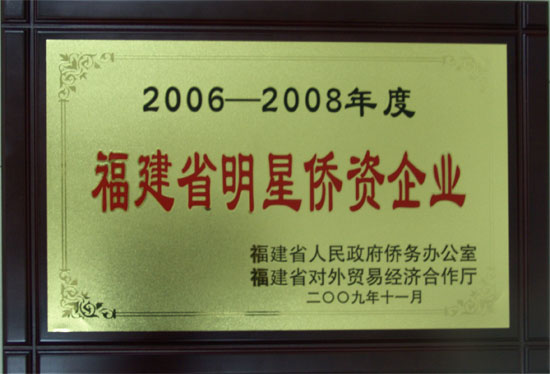 2006—2008年度
福建省明星侨资企业
福建省人民政府侨务办公室
福建省对外贸易经济合作厅
二〇〇九年十一月